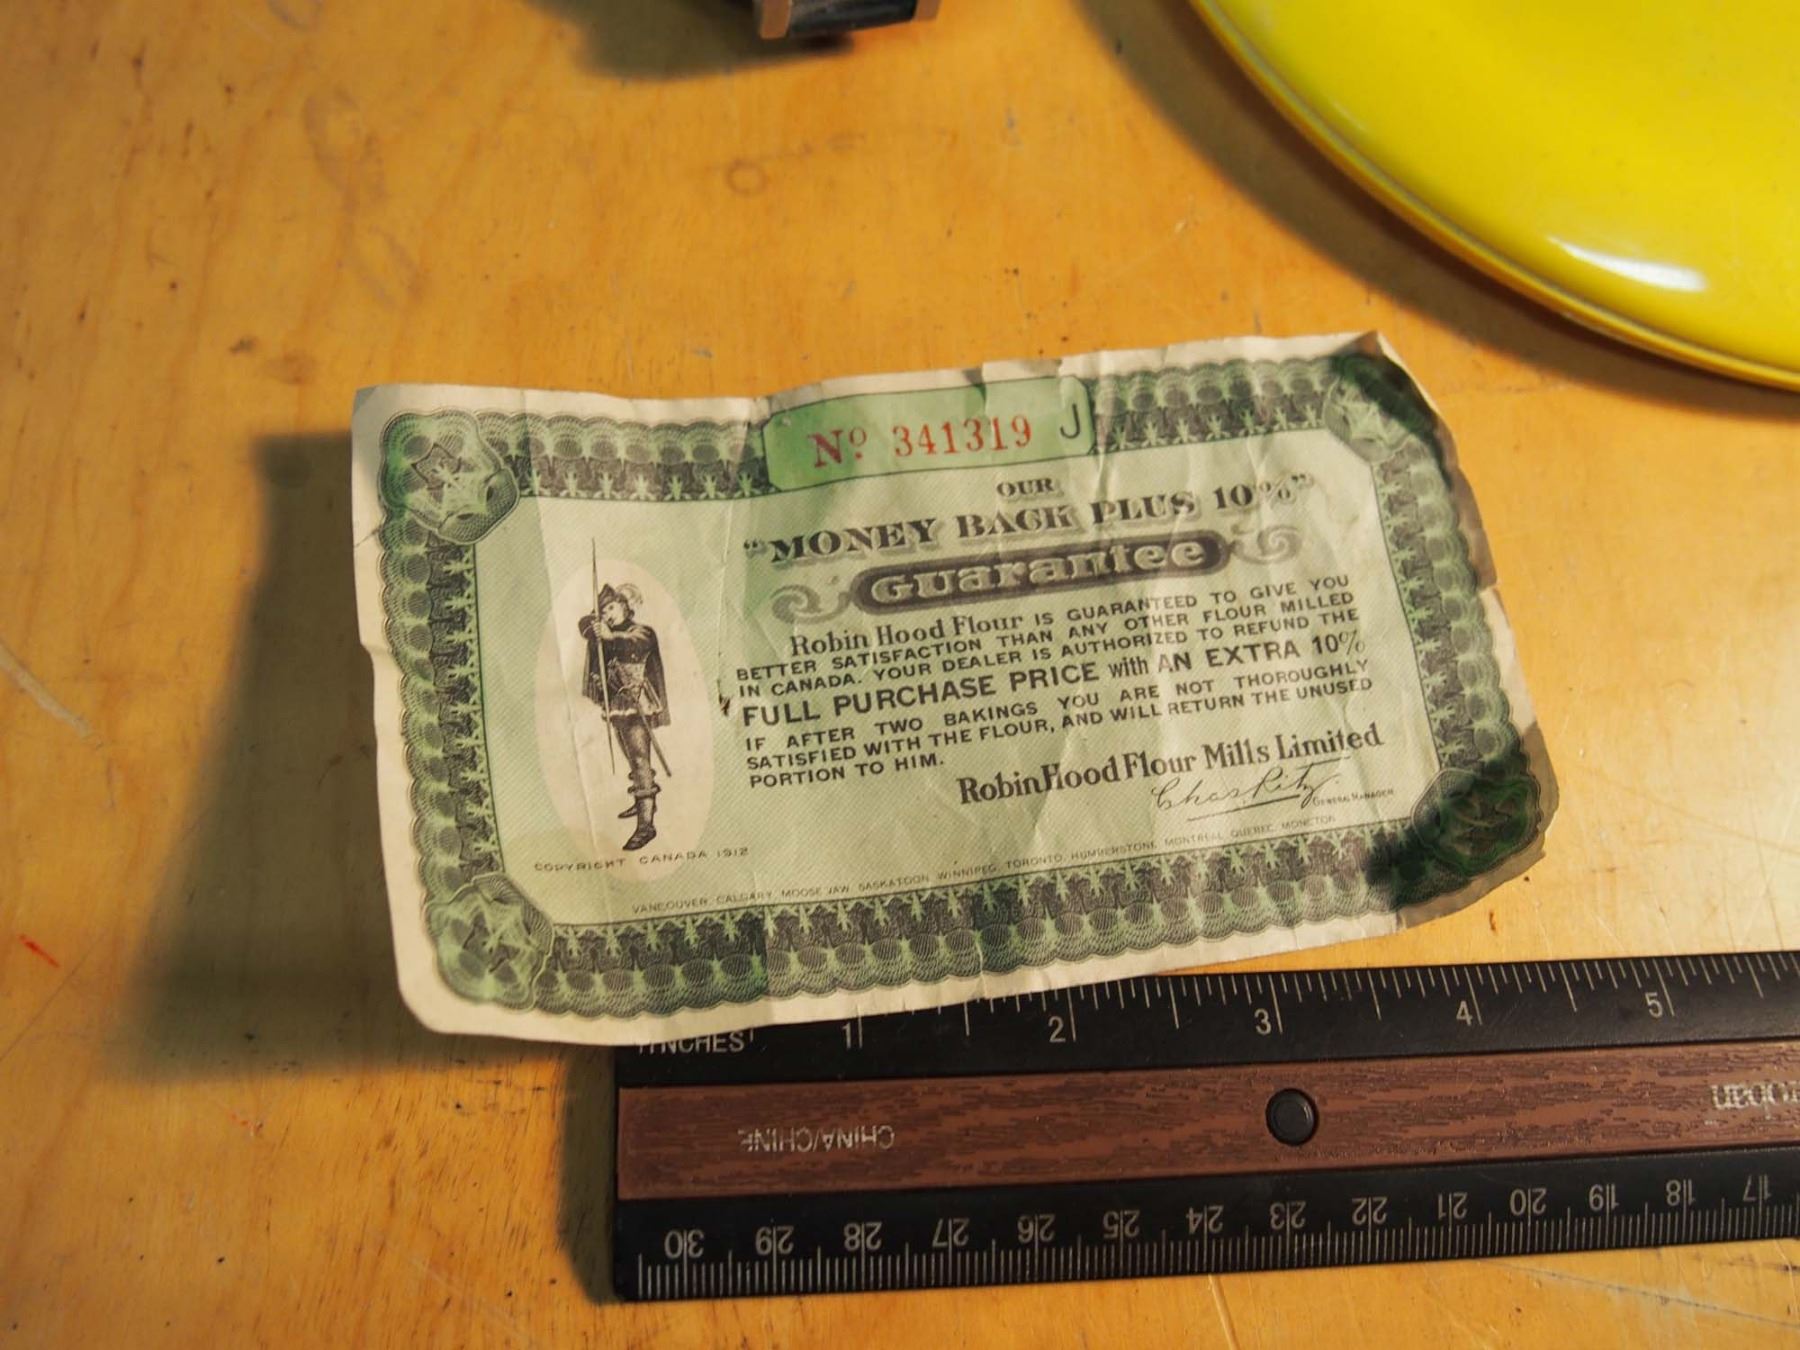 Nº 341319 J
OUR
"MONEY BACK PLUS 10%"
Guarantee
Robin Hood Flour IS GUARANTEED TO GIVE YOU
BETTER SATISFACTION THAN ANY OTHER FLOUR MILLED
IN CANADA. YOUR DEALER IS AUTHORIZED TO REFUND THE
FULL PURCHASE PRICE with AN EXTRA 10%
IF AFTER TWO BAKINGS YOU ARE NOT THOROUGHLY
SATISFIED WITH THE FLOUR, AND WILL RETURN THE UNUSED
PORTION TO HIM.
Robin Hood Flour Mills Limited
Chas Ritz
GENERAL MANAGER
COPYRIGHT CANADA 1912
VANCOUVER, CALGARY, MOOSE JAW, SASKATOON, WINNIPEG, TORONTO, HUMBERSTONE, MONTREAL, QUEBEC, MONCTON
INCHES 1 2 3 4 5
CHINA/CHINE
30 29 28 27 26 25 24 23 22 21 20 19 18 17